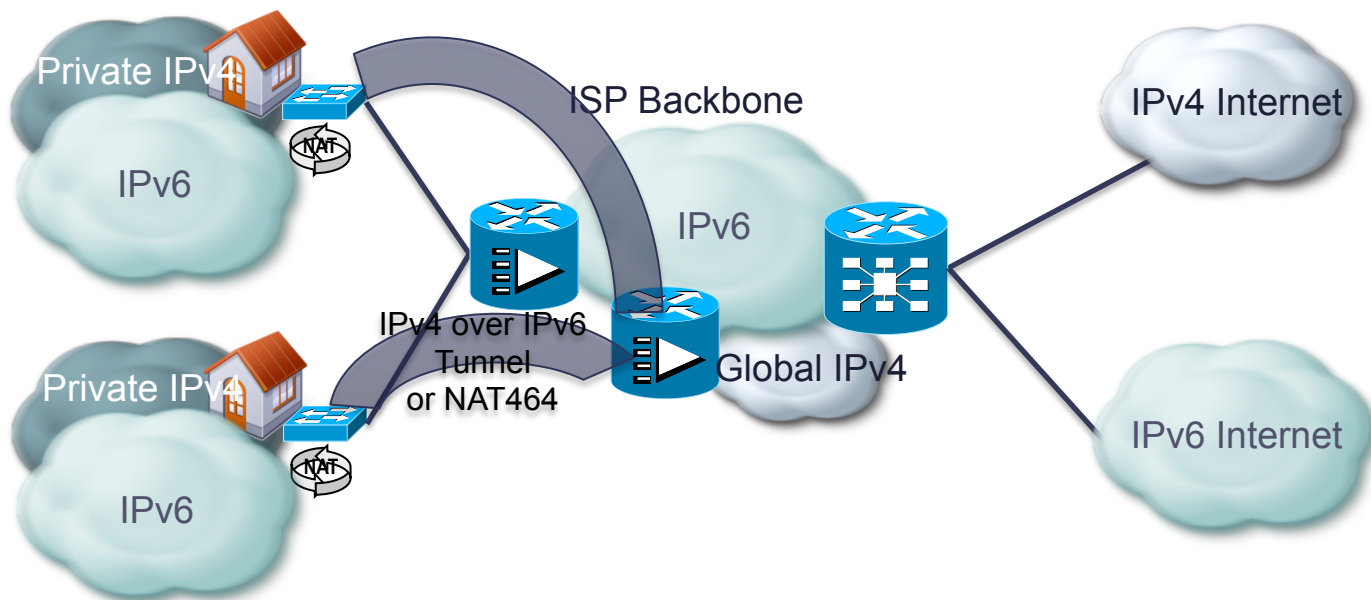 Private IPv4
IPv6
NAT
ISP Backbone
IPv6
IPv4 Internet
IPv4 over IPv6
Tunnel
or NAT464
Global IPv4
Private IPv4
IPv6
NAT
IPv6 Internet